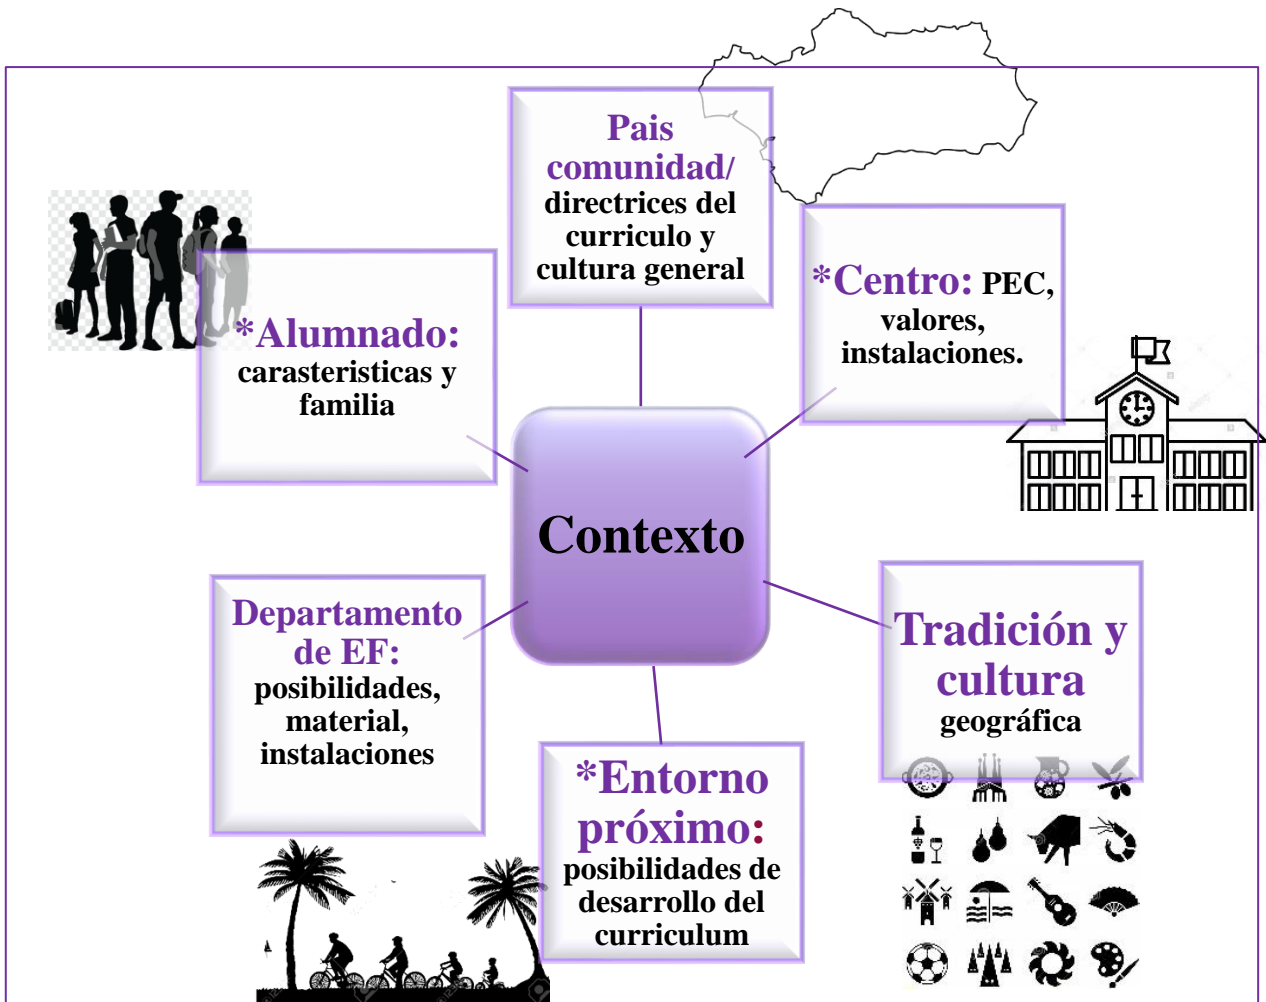 Pais
comunidad/
directrices del
curriculo y
cultura general
*Centro: PEC,
valores,
instalaciones.
*Alumnado:
carasteristicas y
familia
Contexto
Departamento
de EF:
posibilidades,
material,
instalaciones
Tradición y
cultura
geográfica
*Entorno
próximo:
posibilidades de
desarrollo del
curriculum